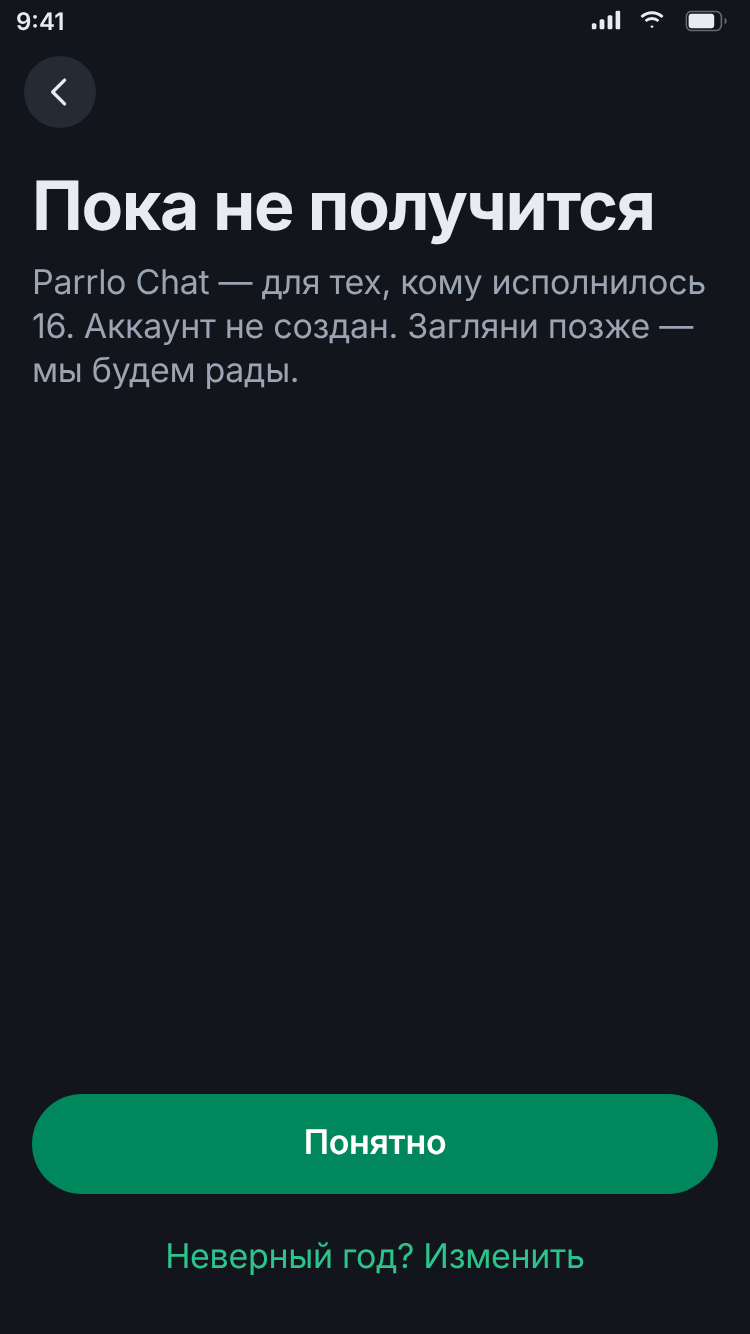 9:41
Пока не получится
Parrlo Chat — для тех, кому исполнилось
16. Аккаунт не создан. Загляни позже —
мы будем рады.
Понятно
Неверный год? Изменить